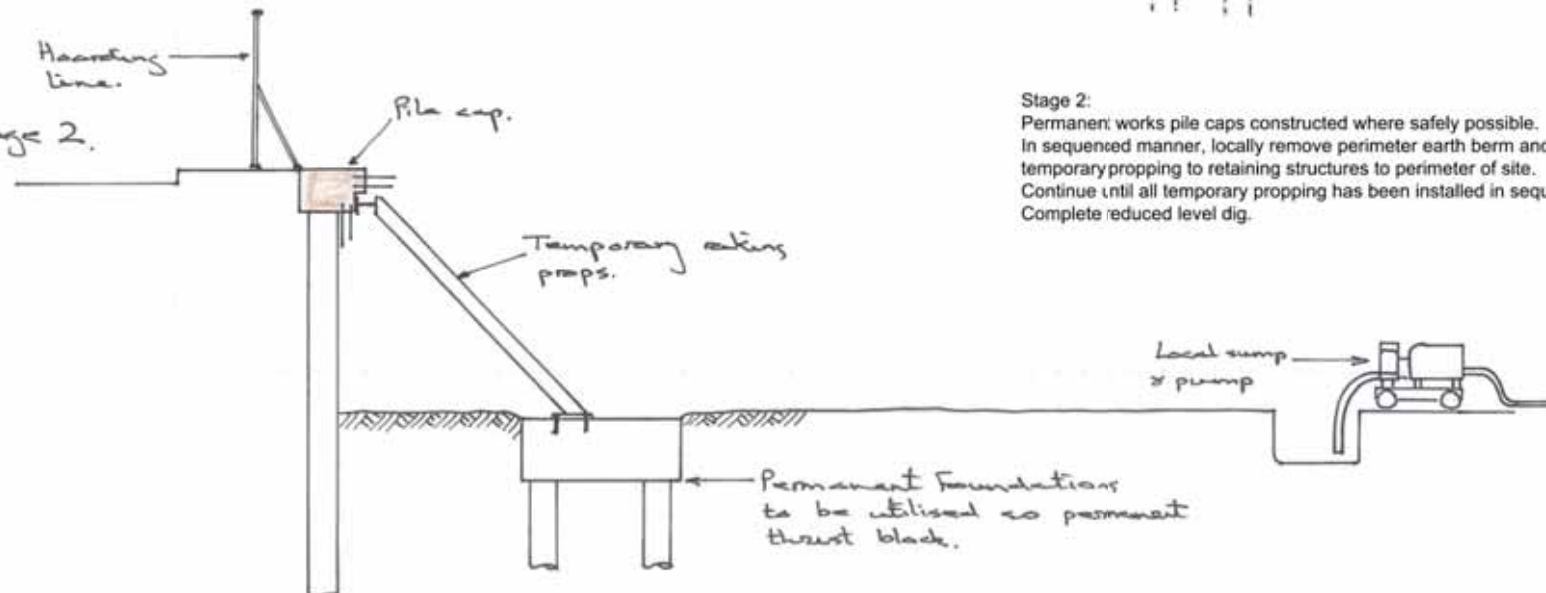 Hoarding
line.
ge 2.
Pile cap.
Stage 2:
Permanent works pile caps constructed where safely possible.
In sequenced manner, locally remove perimeter earth berm and
temporary propping to retaining structures to perimeter of site.
Continue until all temporary propping has been installed in sequ
Complete reduced level dig.
Temporary raking
props.
Local sump
& pump
Permanent Foundations
to be utilised as permanent
thrust block.